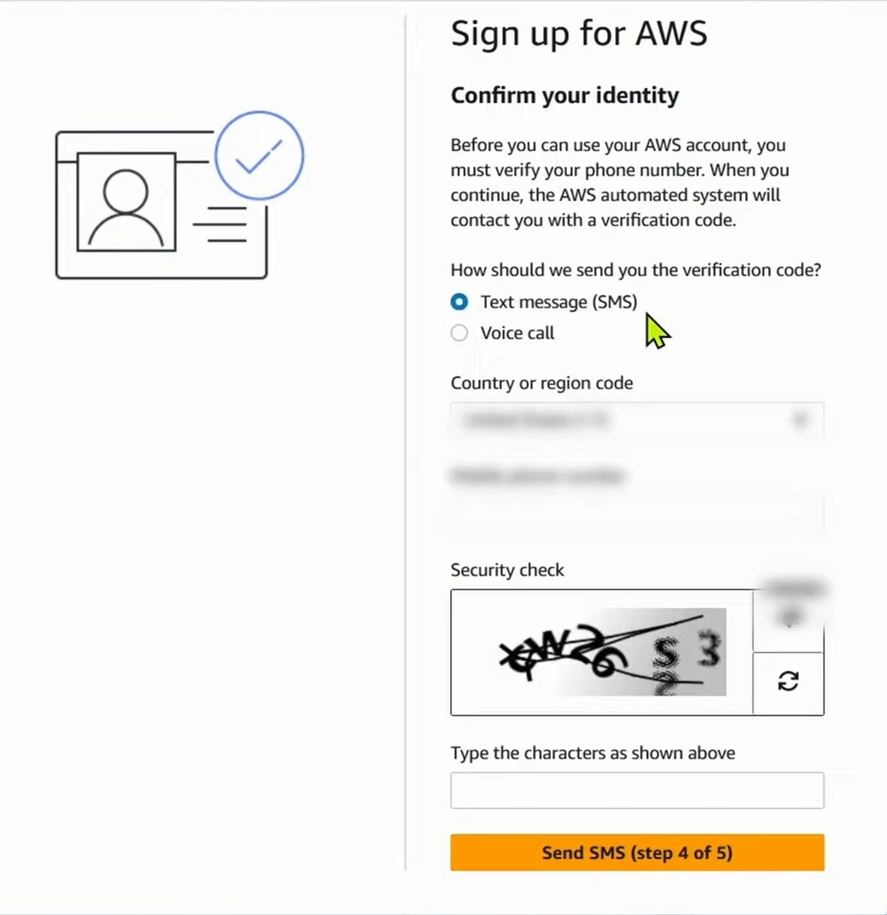 Sign up for AWS
Confirm your identity
Before you can use your AWS account, you
must verify your phone number. When you
continue, the AWS automated system will
contact you with a verification code.
How should we send you the verification code?
Text message (SMS)
Voice call
Country or region code
Security check
Type the characters as shown above
Send SMS (step 4 of 5)